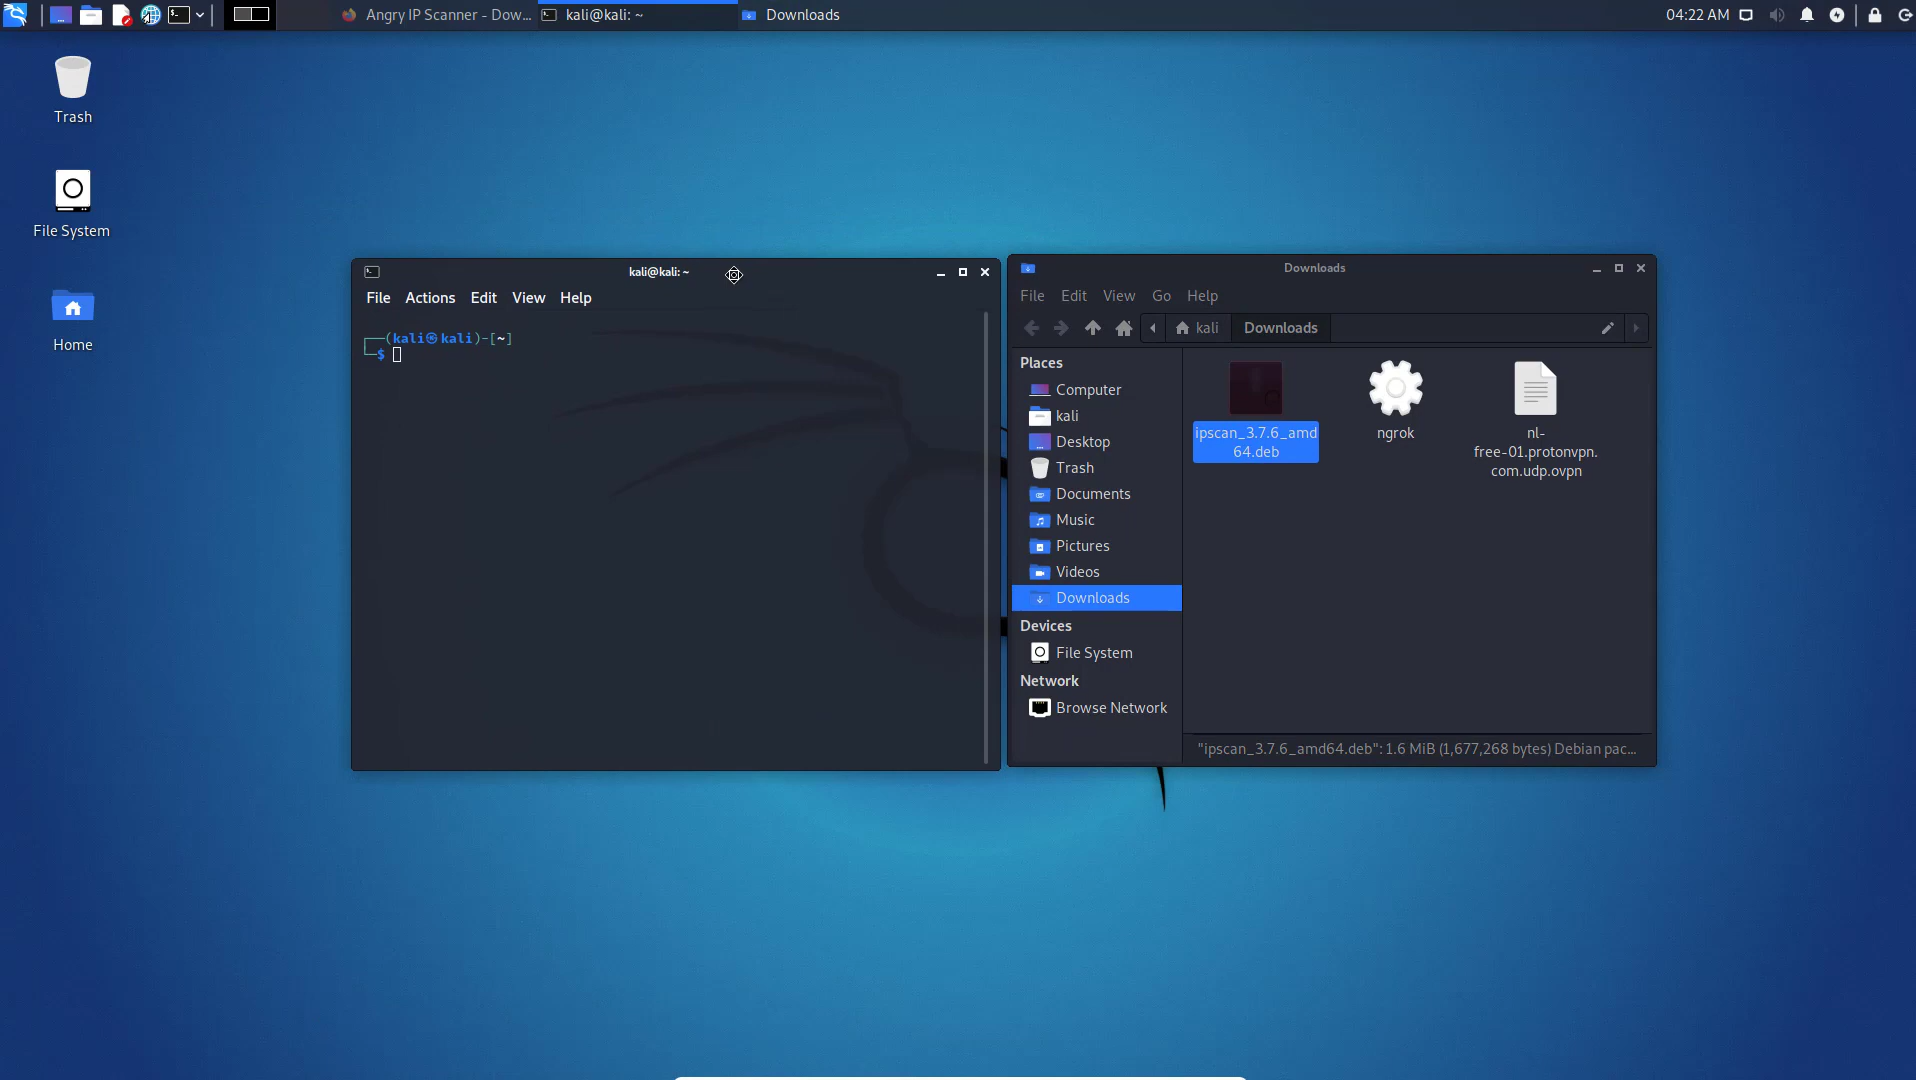 Angry IP Scanner - Dow...
kali@kali: ~
Downloads
04:22 AM
Trash
File System
Home
kali@kali: ~
File Actions Edit View Help
┌──(kali㉿kali)-[~]
└─$
Downloads
File Edit View Go Help
kali
Downloads
Places
Computer
kali
Desktop
Trash
Documents
Music
Pictures
Videos
Downloads
Devices
File System
Network
Browse Network
ipscan_3.7.6_amd
64.deb
ngrok
nl-
free-01.protonvpn.
com.udp.ovpn
"ipscan_3.7.6_amd64.deb": 1.6 MiB (1,677,268 bytes) Debian pac...